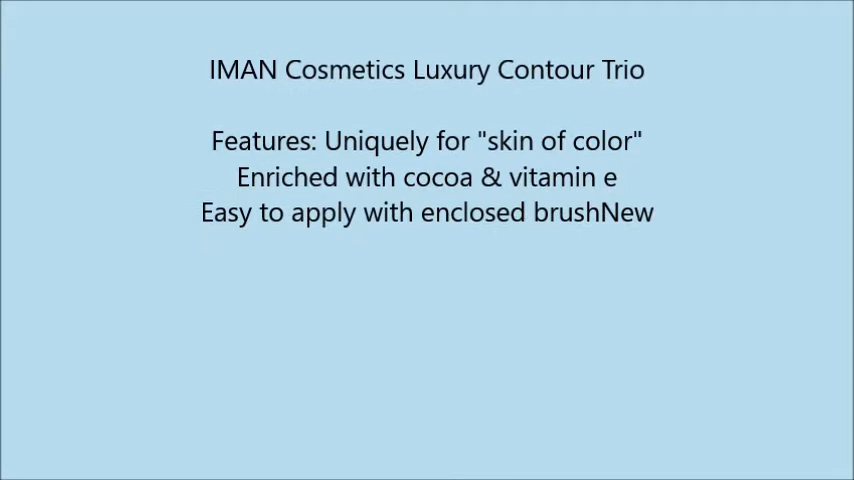 IMAN Cosmetics Luxury Contour Trio
Features: Uniquely for "skin of color"
Enriched with cocoa & vitamin e
Easy to apply with enclosed brushNew